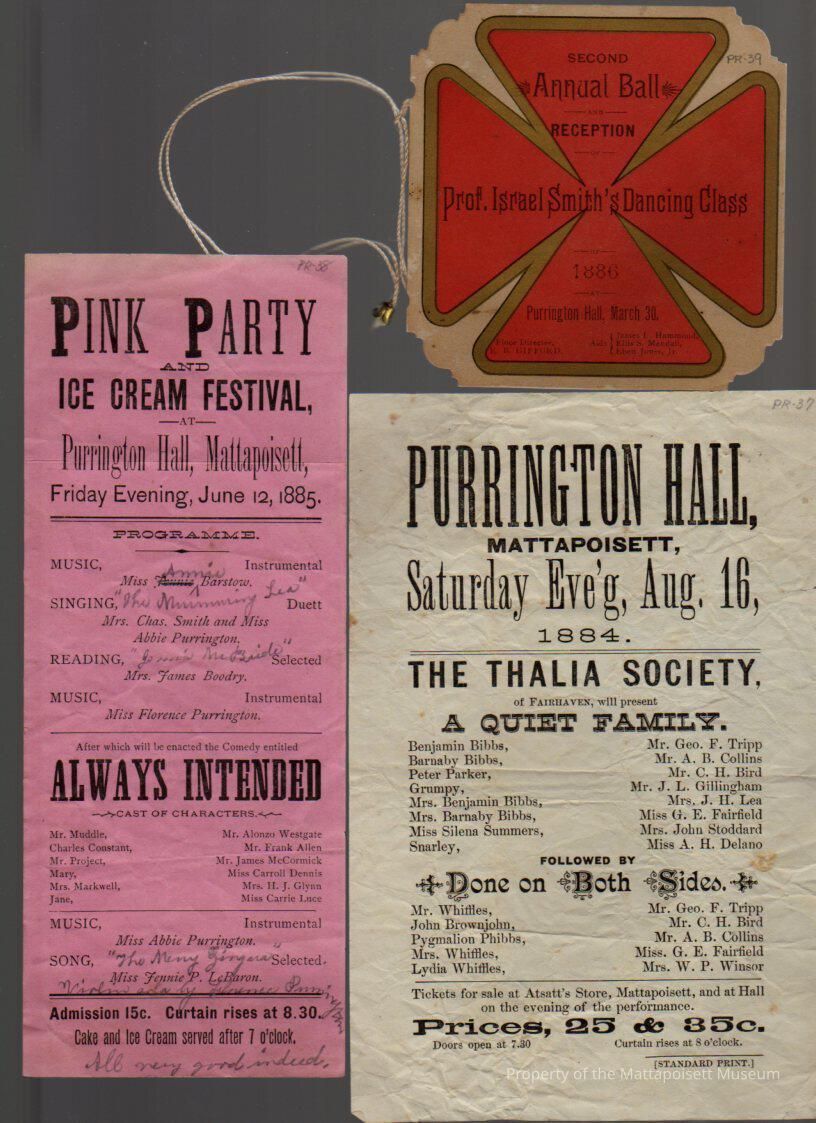 PR-39
SECOND
Annual Ball
AND
RECEPTION
OF
Prof. Israel Smith's Dancing Class
OF
1886
AT
Purrington Hall, March 30.
Floor Director,
E. B. GIFFORD.
Aids
James L. Hammond,
Ellis S. Mendall,
Eben Jones, Jr.
PR-38
PINK PARTY
AND
ICE CREAM FESTIVAL,
AT
Purrington Hall, Mattapoisett,
Friday Evening, June 12, 1885.
PROGRAMME.
MUSIC, Instrumental
Miss Annie Barstow.
SINGING, "The Murmuring Sea" Duett
Mrs. Chas. Smith and Miss
Abbie Purrington.
READING, Selected
Mrs. James Boodry.
MUSIC, Instrumental
Miss Florence Purrington.
After which will be enacted the Comedy entitled
ALWAYS INTENDED
CAST OF CHARACTERS.
Mr. Muddle, Mr. Alonzo Westgate
Charles Constant, Mr. Frank Allen
Mr. Project, Mr. James McCormick
Mary, Miss Carroll Dennis
Mrs. Markwell, Mrs. H. J. Glynn
Jane, Miss Carrie Luce
MUSIC, Instrumental
Miss Abbie Purrington.
SONG, "The Merry Singers" Selected.
Miss Jennie P. LeBaron.
Violin solo by Florence Purrington
Admission 15c. Curtain rises at 8.30.
Cake and Ice Cream served after 7 o'clock.
All very good indeed.
PR-37
PURRINGTON HALL,
MATTAPOISETT,
Saturday Eve'g, Aug. 16,
1884.
THE THALIA SOCIETY,
of FAIRHAVEN, will present
A QUIET FAMILY.
Benjamin Bibbs, Mr. Geo. F. Tripp
Barnaby Bibbs, Mr. A. B. Collins
Peter Parker, Mr. C. H. Bird
Grumpy, Mr. J. L. Gillingham
Mrs. Benjamin Bibbs, Mrs. J. H. Lea
Mrs. Barnaby Bibbs, Miss G. E. Fairfield
Miss Silena Summers, Mrs. John Stoddard
Snarley, Miss A. H. Delano
FOLLOWED BY
Done on Both Sides.
Mr. Whiffles, Mr. Geo. F. Tripp
John Brownjohn, Mr. C. H. Bird
Pygmalion Phibbs, Mr. A. B. Collins
Mrs. Whiffles, Miss. G. E. Fairfield
Lydia Whiffles, Mrs. W. P. Winsor
Tickets for sale at Atsatt's Store, Mattapoisett, and at Hall
on the evening of the performance.
Prices, 25 & 35c.
Doors open at 7.30 Curtain rises at 8 o'clock.
[STANDARD PRINT.]
Property of the Mattapoisett Museum